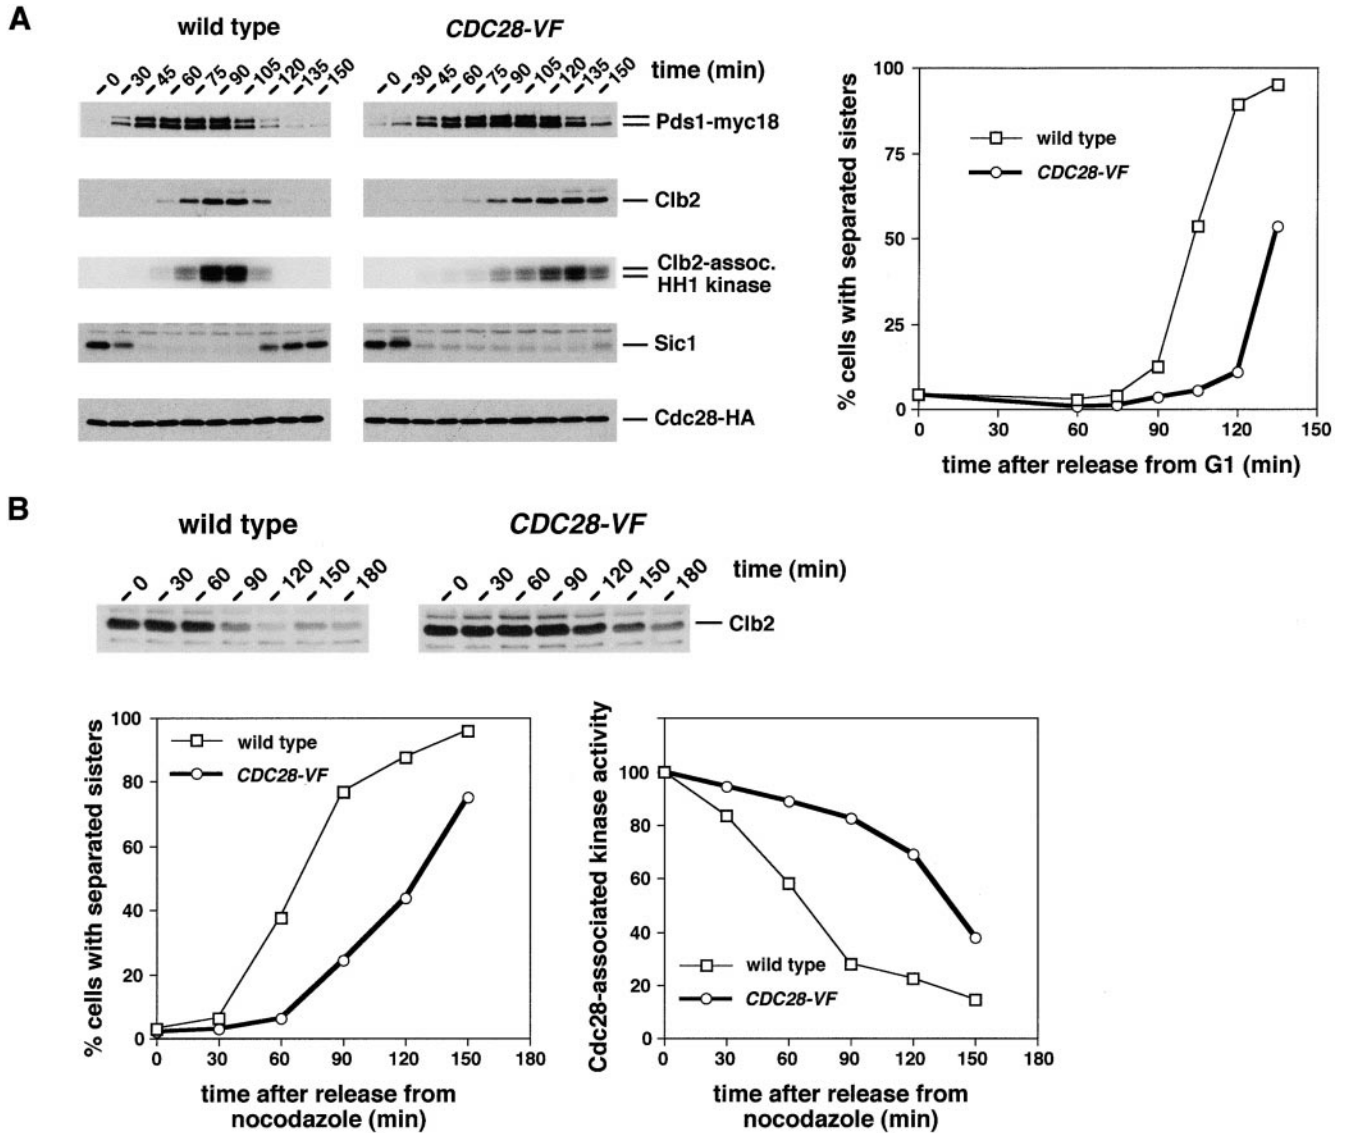 A
wild type
CDC28-VF
0 30 45 60 75 90 105 120 135 150
0 30 45 60 75 90 105 120 135 150
time (min)
Pds1-myc18
Clb2
Clb2-assoc.
HH1 kinase
Sic1
Cdc28-HA
% cells with separated sisters
100
75
50
25
0
wild type
CDC28-VF
0 30 60 90 120 150
time after release from G1 (min)
B
wild type
CDC28-VF
0 30 60 90 120 150 180
0 30 60 90 120 150 180
time (min)
Clb2
% cells with separated sisters
100
80
60
40
20
0
wild type
CDC28-VF
0 30 60 90 120 150 180
time after release from
nocodazole (min)
Cdc28-associated kinase activity
100
80
60
40
20
0
wild type
CDC28-VF
0 30 60 90 120 150 180
time after release from
nocodazole (min)